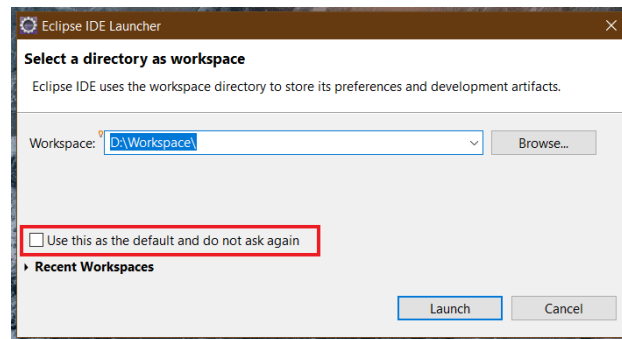 Eclipse IDE Launcher
Select a directory as workspace
Eclipse IDE uses the workspace directory to store its preferences and development artifacts.
Workspace: D:\Workspace\ Browse...
Use this as the default and do not ask again
Recent Workspaces
Launch Cancel